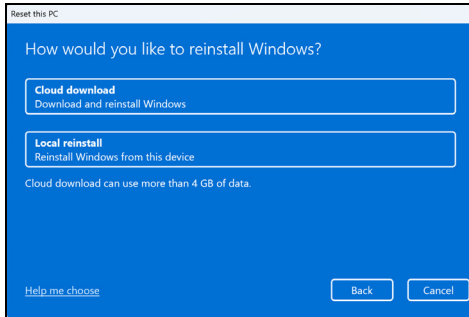 Reset this PC
How would you like to reinstall Windows?
Cloud download
Download and reinstall Windows
Local reinstall
Reinstall Windows from this device
Cloud download can use more than 4 GB of data.
Help me choose
Back
Cancel